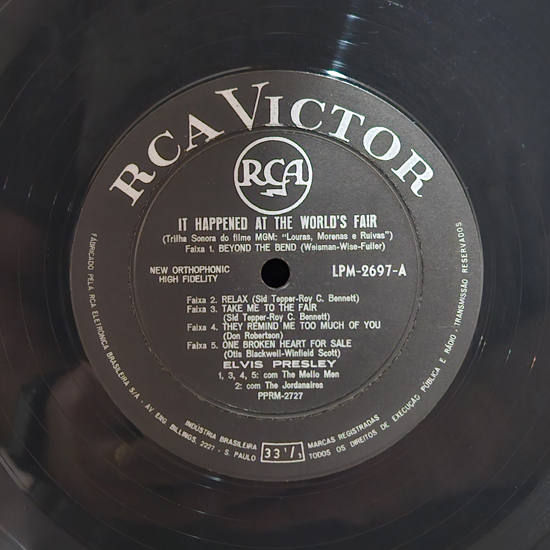 RCA VICTOR
RCA
IT HAPPENED AT THE WORLD'S FAIR
(Trilha Sonora do filme MGM: "Louras, Morenas e Ruivas")
Faixa 1. BEYOND THE BEND (Weisman-Wise-Fuller)
NEW ORTHOPHONIC
HIGH FIDELITY
LPM-2697-A
Faixa 2. RELAX (Sid Tepper-Roy C. Bennett)
Faixa 3. TAKE ME TO THE FAIR
(Sid Tepper-Roy C. Bennett)
Faixa 4. THEY REMIND ME TOO MUCH OF YOU
(Don Robertson)
Faixa 5. ONE BROKEN HEART FOR SALE
(Otis Blackwell-Winfield Scott)
ELVIS PRESLEY
1, 3, 4, 5: com The Mello Men
2: com The Jordanaires
PPRM-2727
FABRICADO PELA RCA ELETRÔNICA BRASILEIRA S/A - AV ENG BILLINGS, 2227 - S. PAULO
INDÚSTRIA BRASILEIRA
33 1/3
MARCAS REGISTRADAS
TODOS OS DIREITOS DE EXECUÇÃO PÚBLICA E RÁDIO - TRANSMISSÃO RESERVADOS